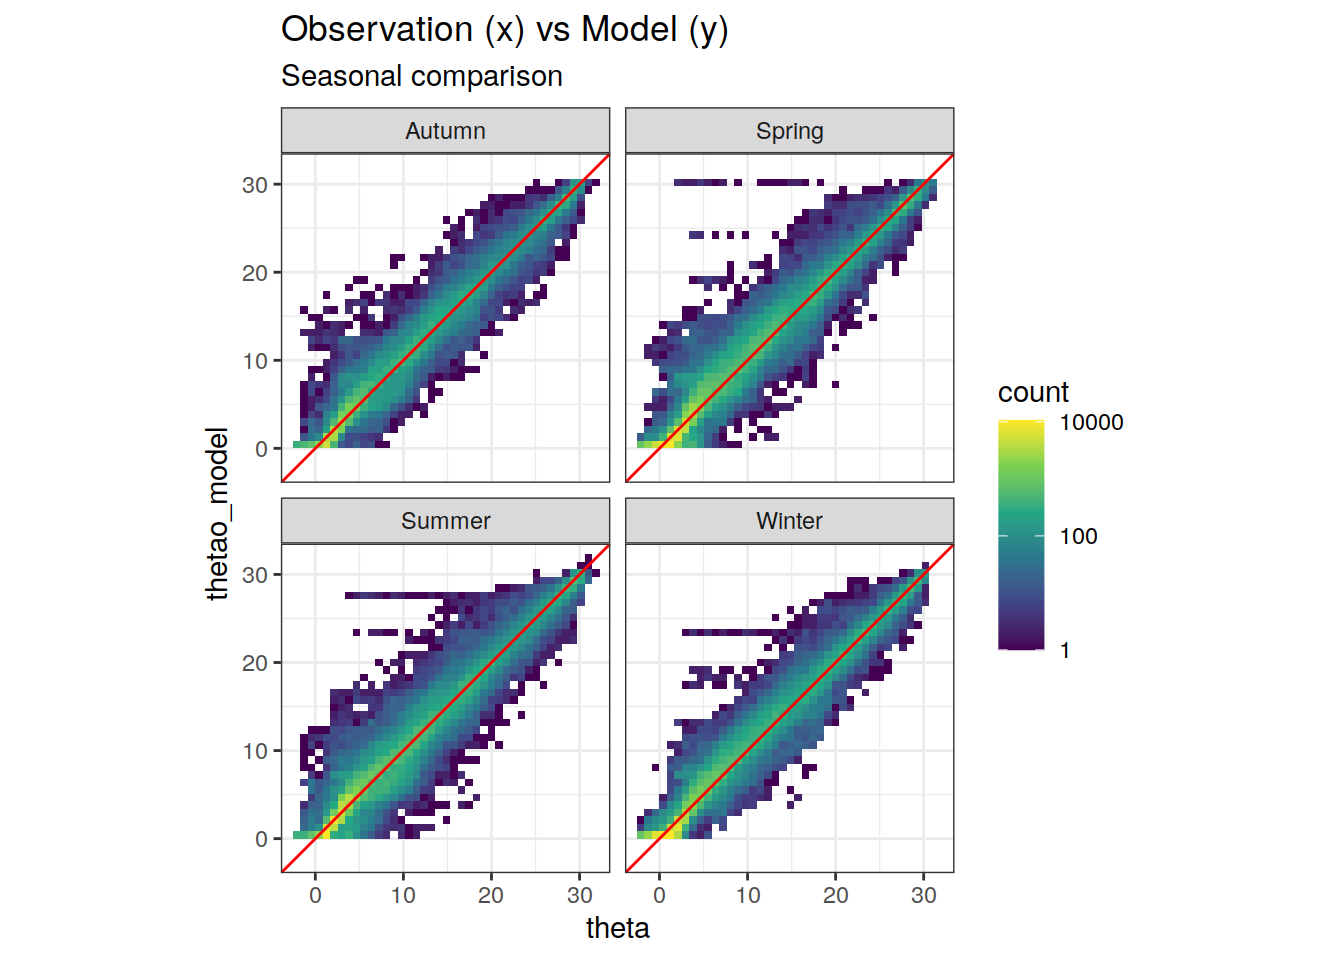 Observation (x) vs Model (y)
Seasonal comparison
Autumn
Spring
30
20
10
0
Summer
Winter
30
20
10
0
0
10
20
30
0
10
20
30
theta
thetao_model
count
10000
100
1